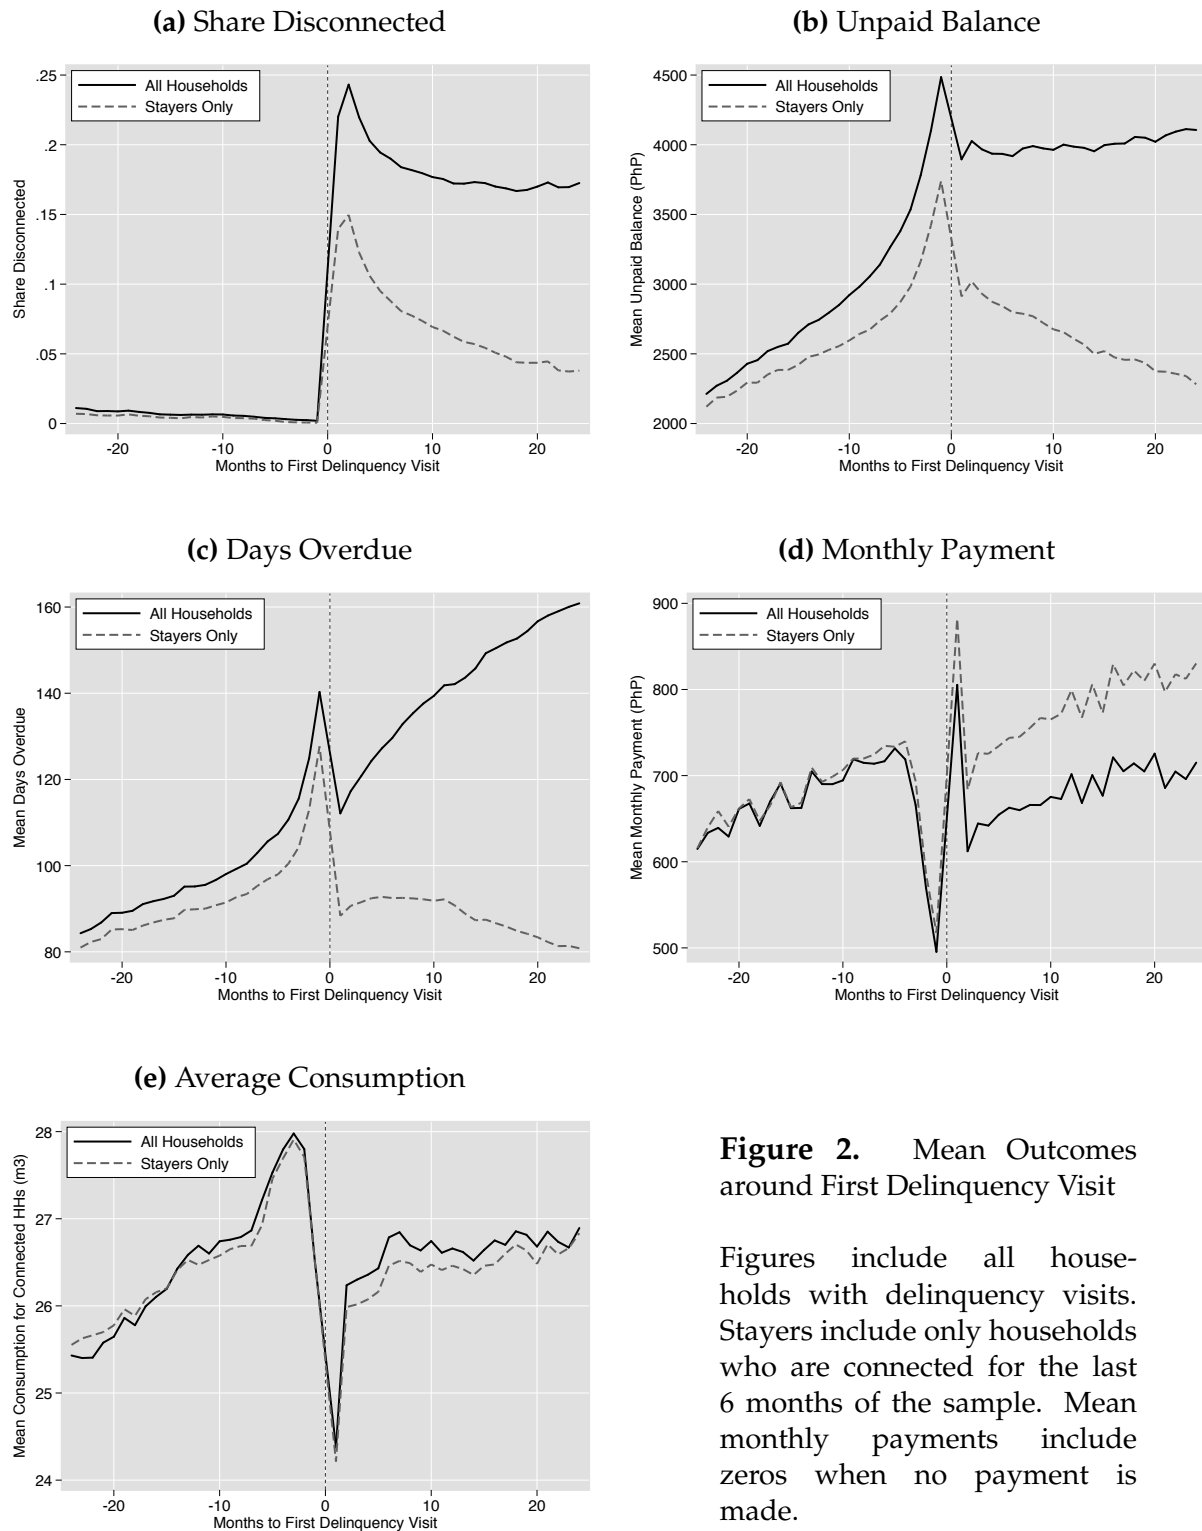 (a) Share Disconnected
.25
.2
.15
.1
.05
0
Share Disconnected
All Households
Stayers Only
-20
-10
0
10
20
Months to First Delinquency Visit
(b) Unpaid Balance
4500
4000
3500
3000
2500
2000
Mean Unpaid Balance (PhP)
All Households
Stayers Only
-20
-10
0
10
20
Months to First Delinquency Visit
(c) Days Overdue
160
140
120
100
80
Mean Days Overdue
All Households
Stayers Only
-20
-10
0
10
20
Months to First Delinquency Visit
(d) Monthly Payment
900
800
700
600
500
Mean Monthly Payment (PhP)
All Households
Stayers Only
-20
-10
0
10
20
Months to First Delinquency Visit
(e) Average Consumption
28
27
26
25
24
Mean Consumption for Connected HHs (m3)
All Households
Stayers Only
-20
-10
0
10
20
Months to First Delinquency Visit
Figure 2. Mean Outcomes
around First Delinquency Visit
Figures include all house-
holds with delinquency visits.
Stayers include only households
who are connected for the last
6 months of the sample. Mean
monthly payments include
zeros when no payment is
made.